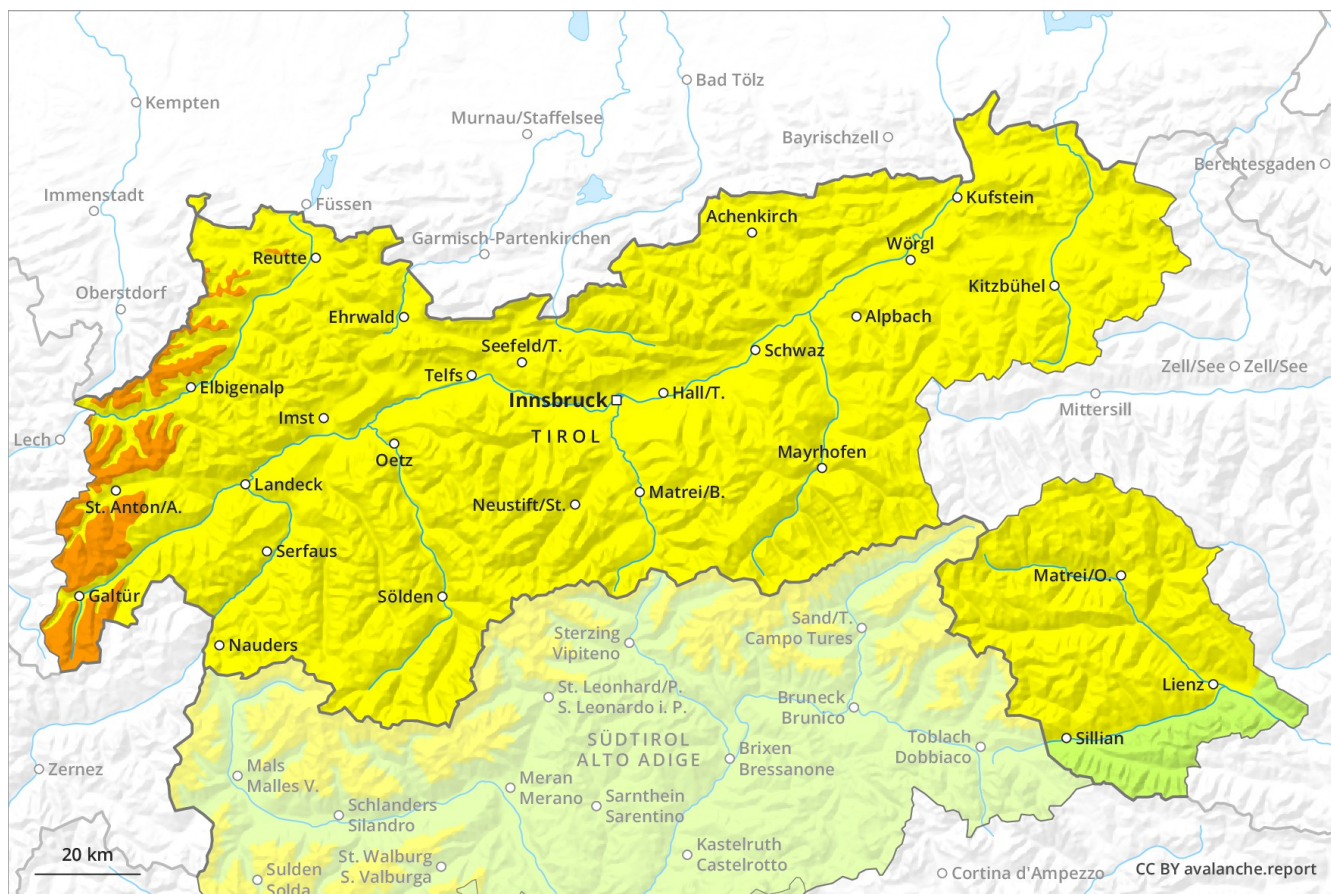 Kempten
Bad Tölz
Murnau/Staffelsee
Bayrischzell
Berchtesgaden
Immenstadt
Füssen
Kufstein
Achenkirch
Garmisch-Partenkirchen
Wörgl
Reutte
Oberstdorf
Kitzbühel
Ehrwald
Alpbach
Seefeld/T.
Schwaz
Telfs
Zell/See
Zell/See
Elbigenalp
Hall/T.
Innsbruck
Mittersill
Imst
TIROL
Lech
Oetz
Mayrhofen
Landeck
Matrei/B.
St. Anton/A.
Neustift/St.
Serfaus
Matrei/O.
Galtür
Sölden
Sand/T.
Campo Tures
Sterzing
Vipiteno
Nauders
Lienz
St. Leonhard/P.
S. Leonardo i. P.
Bruneck
Brunico
SÜDTIROL
ALTO ADIGE
Toblach
Dobbiaco
Sillian
Brixen
Bressanone
Zernez
Mals
Malles V.
Meran
Merano
Sarnthein
Sarentino
Schlanders
Silandro
Kastelruth
Castelrotto
20 km
St. Walburg
S. Valburga
Sulden
Solda
Cortina d'Ampezzo
CC BY avalanche.report